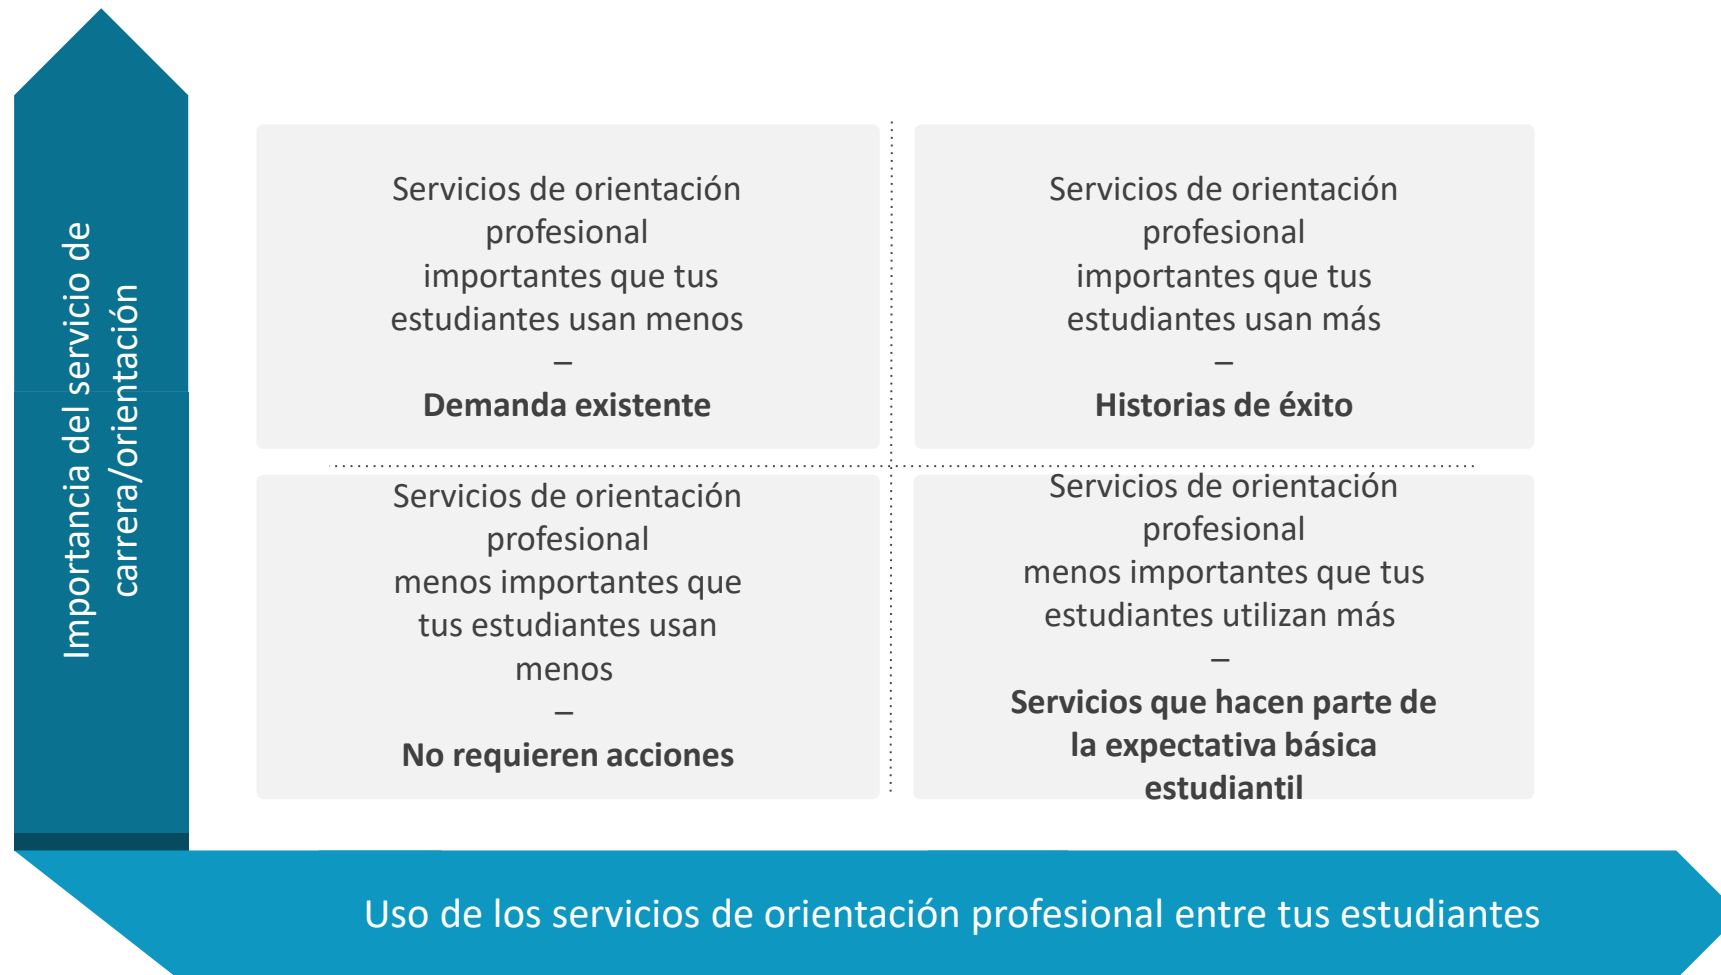 Importancia del servicio de
carrera/orientación
Servicios de orientación
profesional
importantes que tus
estudiantes usan menos
–
Demanda existente
Servicios de orientación
profesional
importantes que tus
estudiantes usan más
–
Historias de éxito
Servicios de orientación
profesional
menos importantes que
tus estudiantes usan
menos
–
No requieren acciones
Servicios de orientación
profesional
menos importantes que tus
estudiantes utilizan más
–
Servicios que hacen parte de
la expectativa básica
estudiantil
Uso de los servicios de orientación profesional entre tus estudiantes